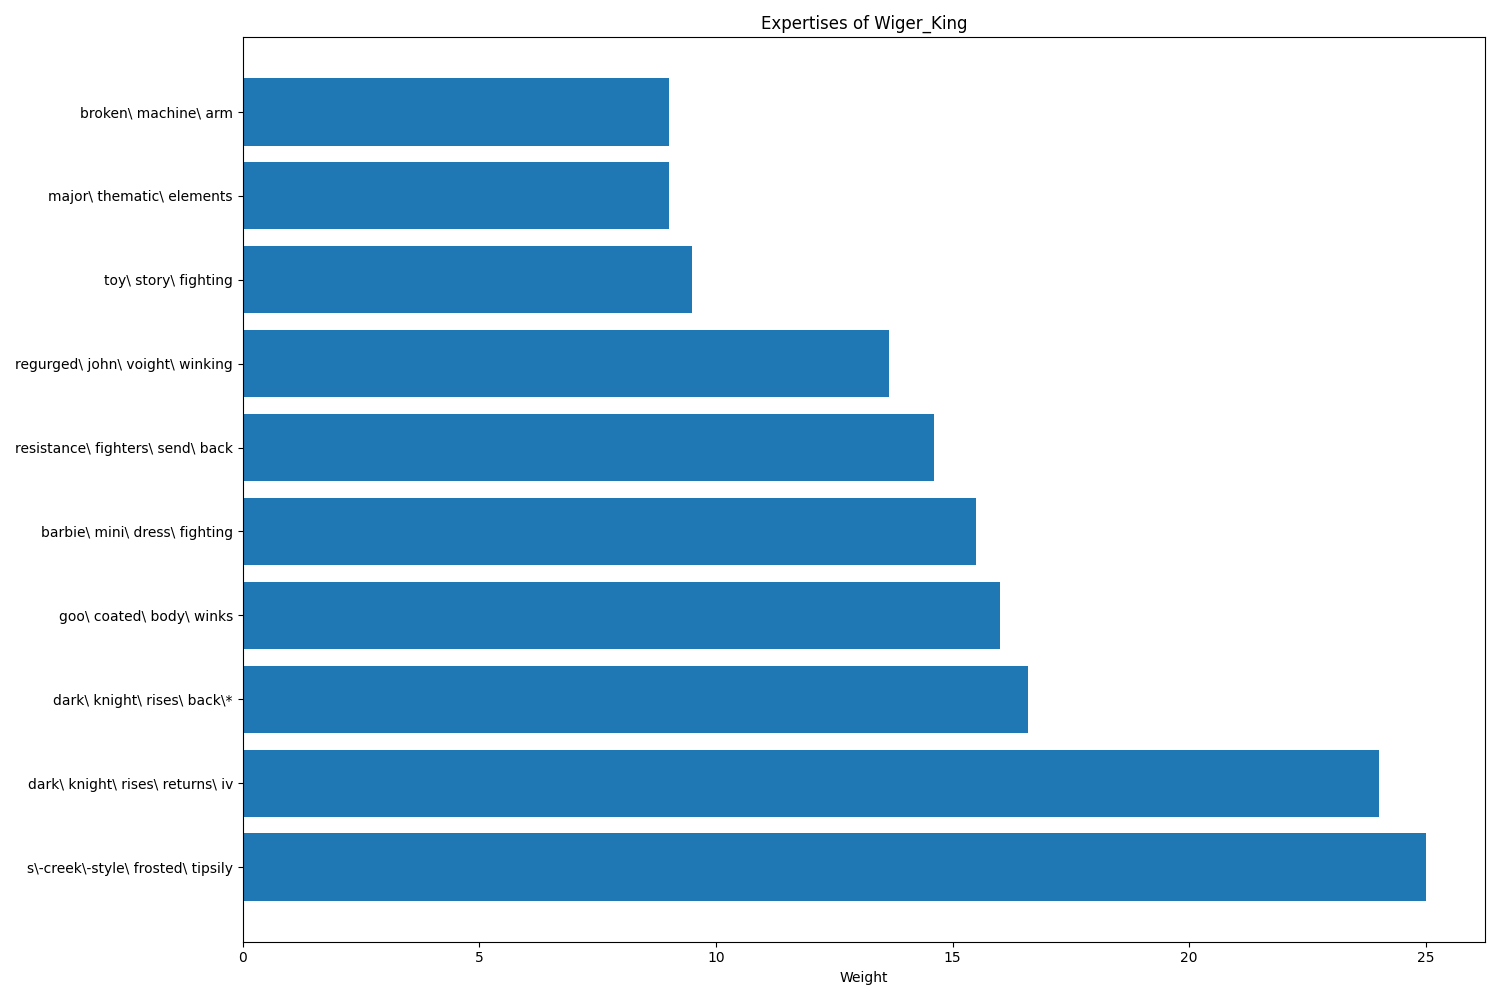 Expertises of Wiger_King
broken\ machine\ arm
major\ thematic\ elements
toy\ story\ fighting
regurged\ john\ voight\ winking
resistance\ fighters\ send\ back
barbie\ mini\ dress\ fighting
goo\ coated\ body\ winks
dark\ knight\ rises\ back\*
dark\ knight\ rises\ returns\ iv
s\-creek\-style\ frosted\ tipsily
0 5 10 15 20 25
Weight